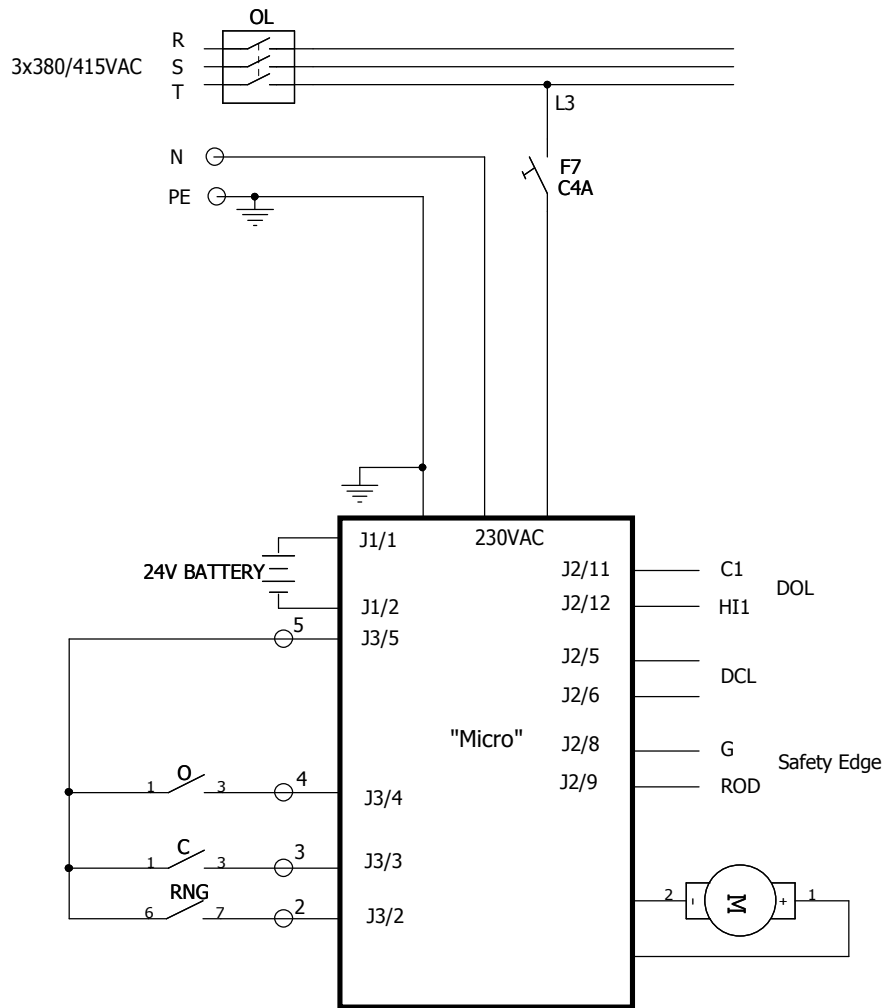 OL
R
3x380/415VAC
S
T
L3
N
F7
C4A
PE
230VAC
J1/1
24V BATTERY
J1/2
5
J3/5
J2/11
C1
DOL
J2/12
HI1
J2/5
DCL
J2/6
"Micro"
J2/8
G
Safety Edge
J2/9
ROD
O
1
3
4
J3/4
C
1
3
3
J3/3
RNG
6
7
2
J3/2
2
-
M
+
1